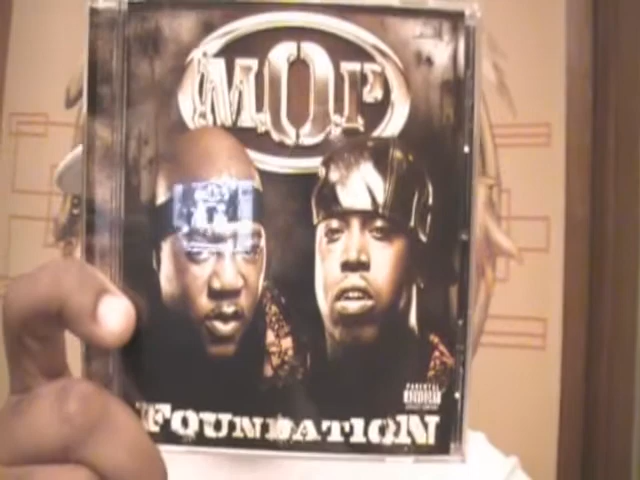 M.O.P
PARENTAL
ADVISORY
EXPLICIT CONTENT
FOUNDATION